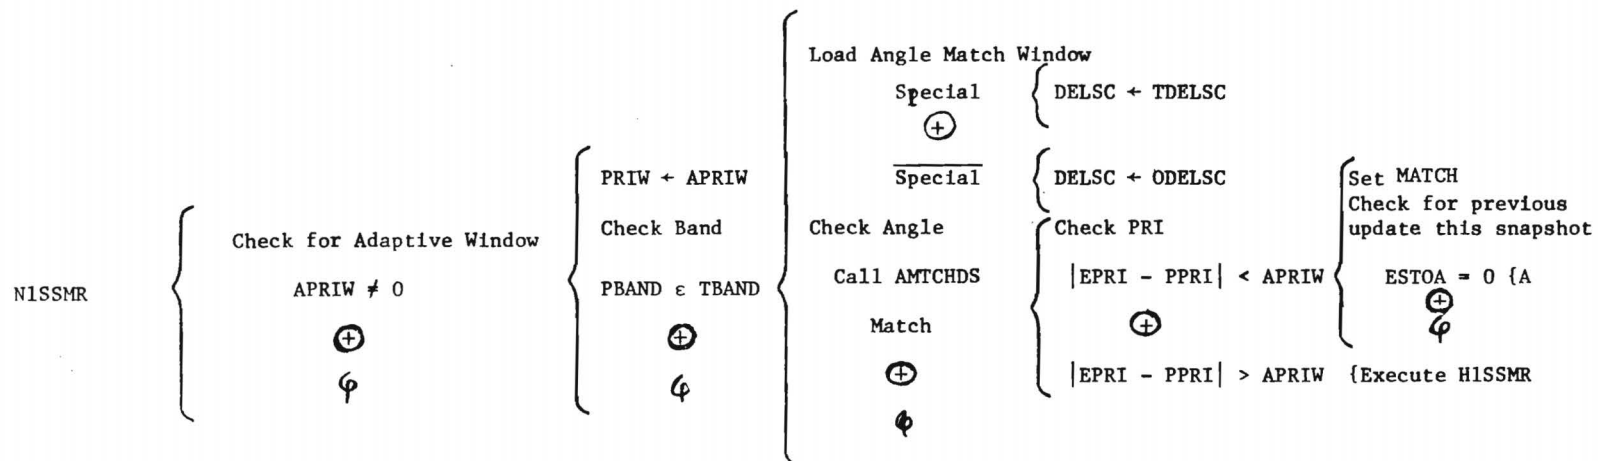 N1SSMR
Check for Adaptive Window
APRIW ≠ 0
⊕
φ
PRIW ← APRIW
Check Band
PBAND ε TBAND
⊕
φ
Load Angle Match Window
Special
⊕
Special
Check Angle
Call AMTCHDS
Match
⊕
φ
DELSC ← TDELSC
DELSC ← ODELSC
Check PRI
|EPRI - PPRI| < APRIW
⊕
|EPRI - PPRI| > APRIW
Set MATCH
Check for previous
update this snapshot
ESTOA = 0 {A
⊕
φ
{Execute H1SSMR